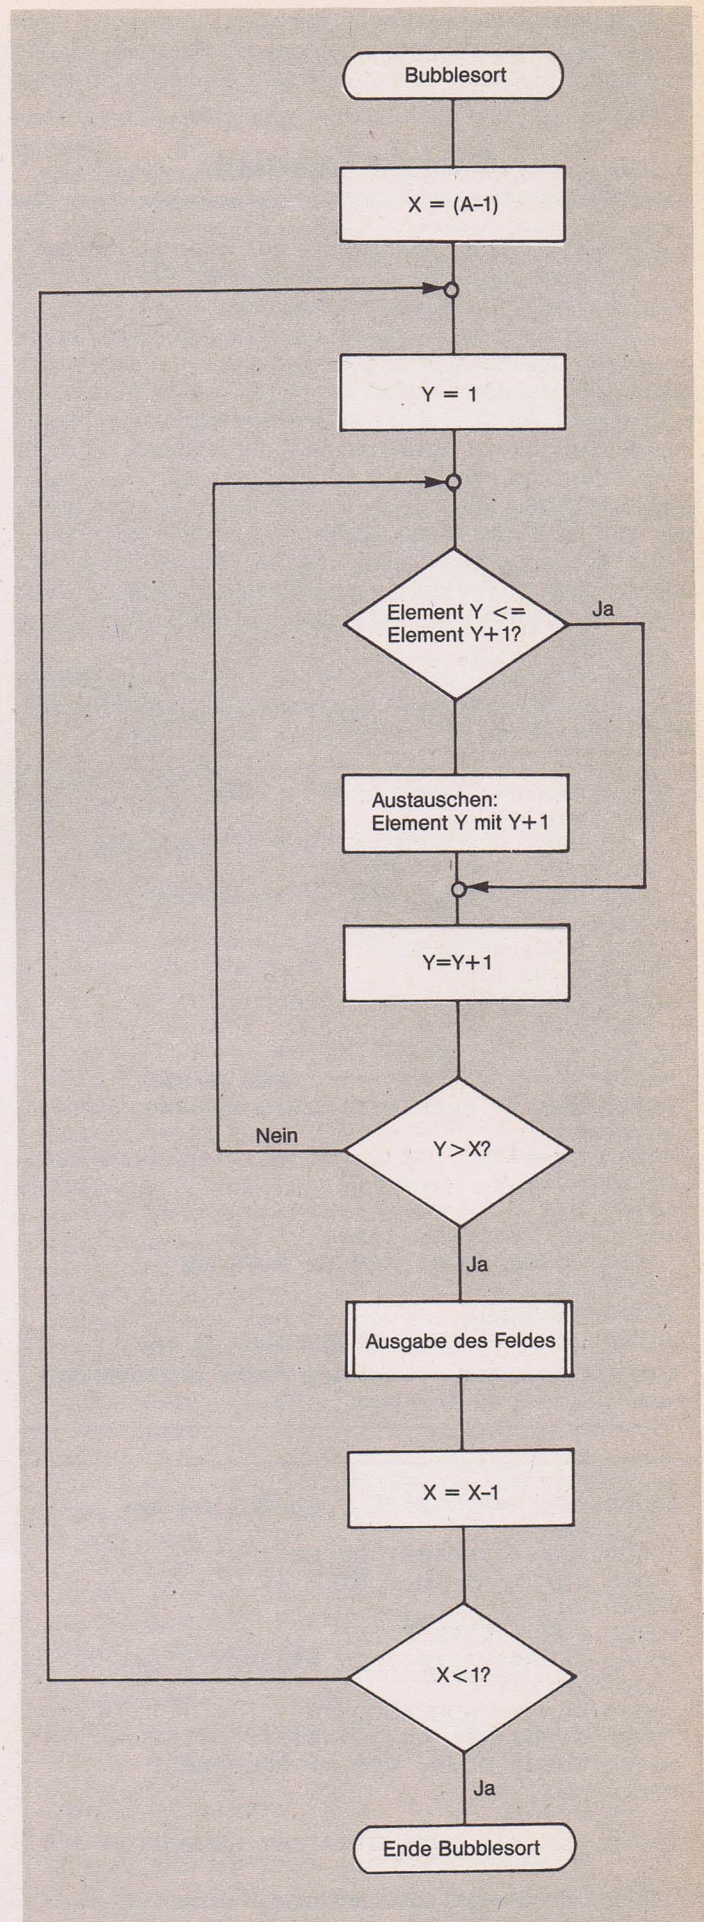 Bubblesort
X = (A-1)
Y = 1
Element Y <=
Element Y+1?
Ja
Austauschen:
Element Y mit Y+1
Y=Y+1
Nein
Y>X?
Ja
Ausgabe des Feldes
X = X-1
X<1?
Ja
Ende Bubblesort